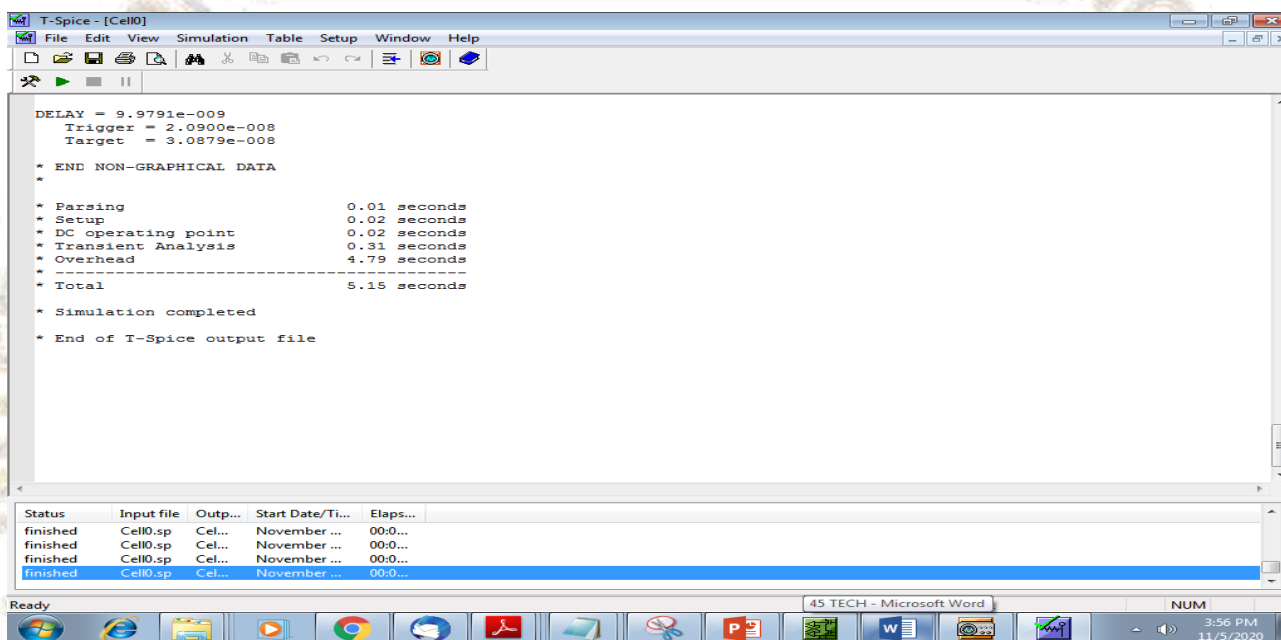 T-Spice - [Cell0]
File Edit View Simulation Table Setup Window Help
DELAY = 9.9791e-009
Trigger = 2.0900e-008
Target = 3.0879e-008
* END NON-GRAPHICAL DATA
*
* Parsing 0.01 seconds
* Setup 0.02 seconds
* DC operating point 0.02 seconds
* Transient Analysis 0.31 seconds
* Overhead 4.79 seconds
* -----------------------------------------
* Total 5.15 seconds
* Simulation completed
* End of T-Spice output file
Status Input file Outp... Start Date/Ti... Elaps...
finished Cell0.sp Cel... November ... 00:0...
finished Cell0.sp Cel... November ... 00:0...
finished Cell0.sp Cel... November ... 00:0...
finished Cell0.sp Cel... November ... 00:0...
Ready 45 TECH - Microsoft Word NUM
3:56 PM
11/5/2020